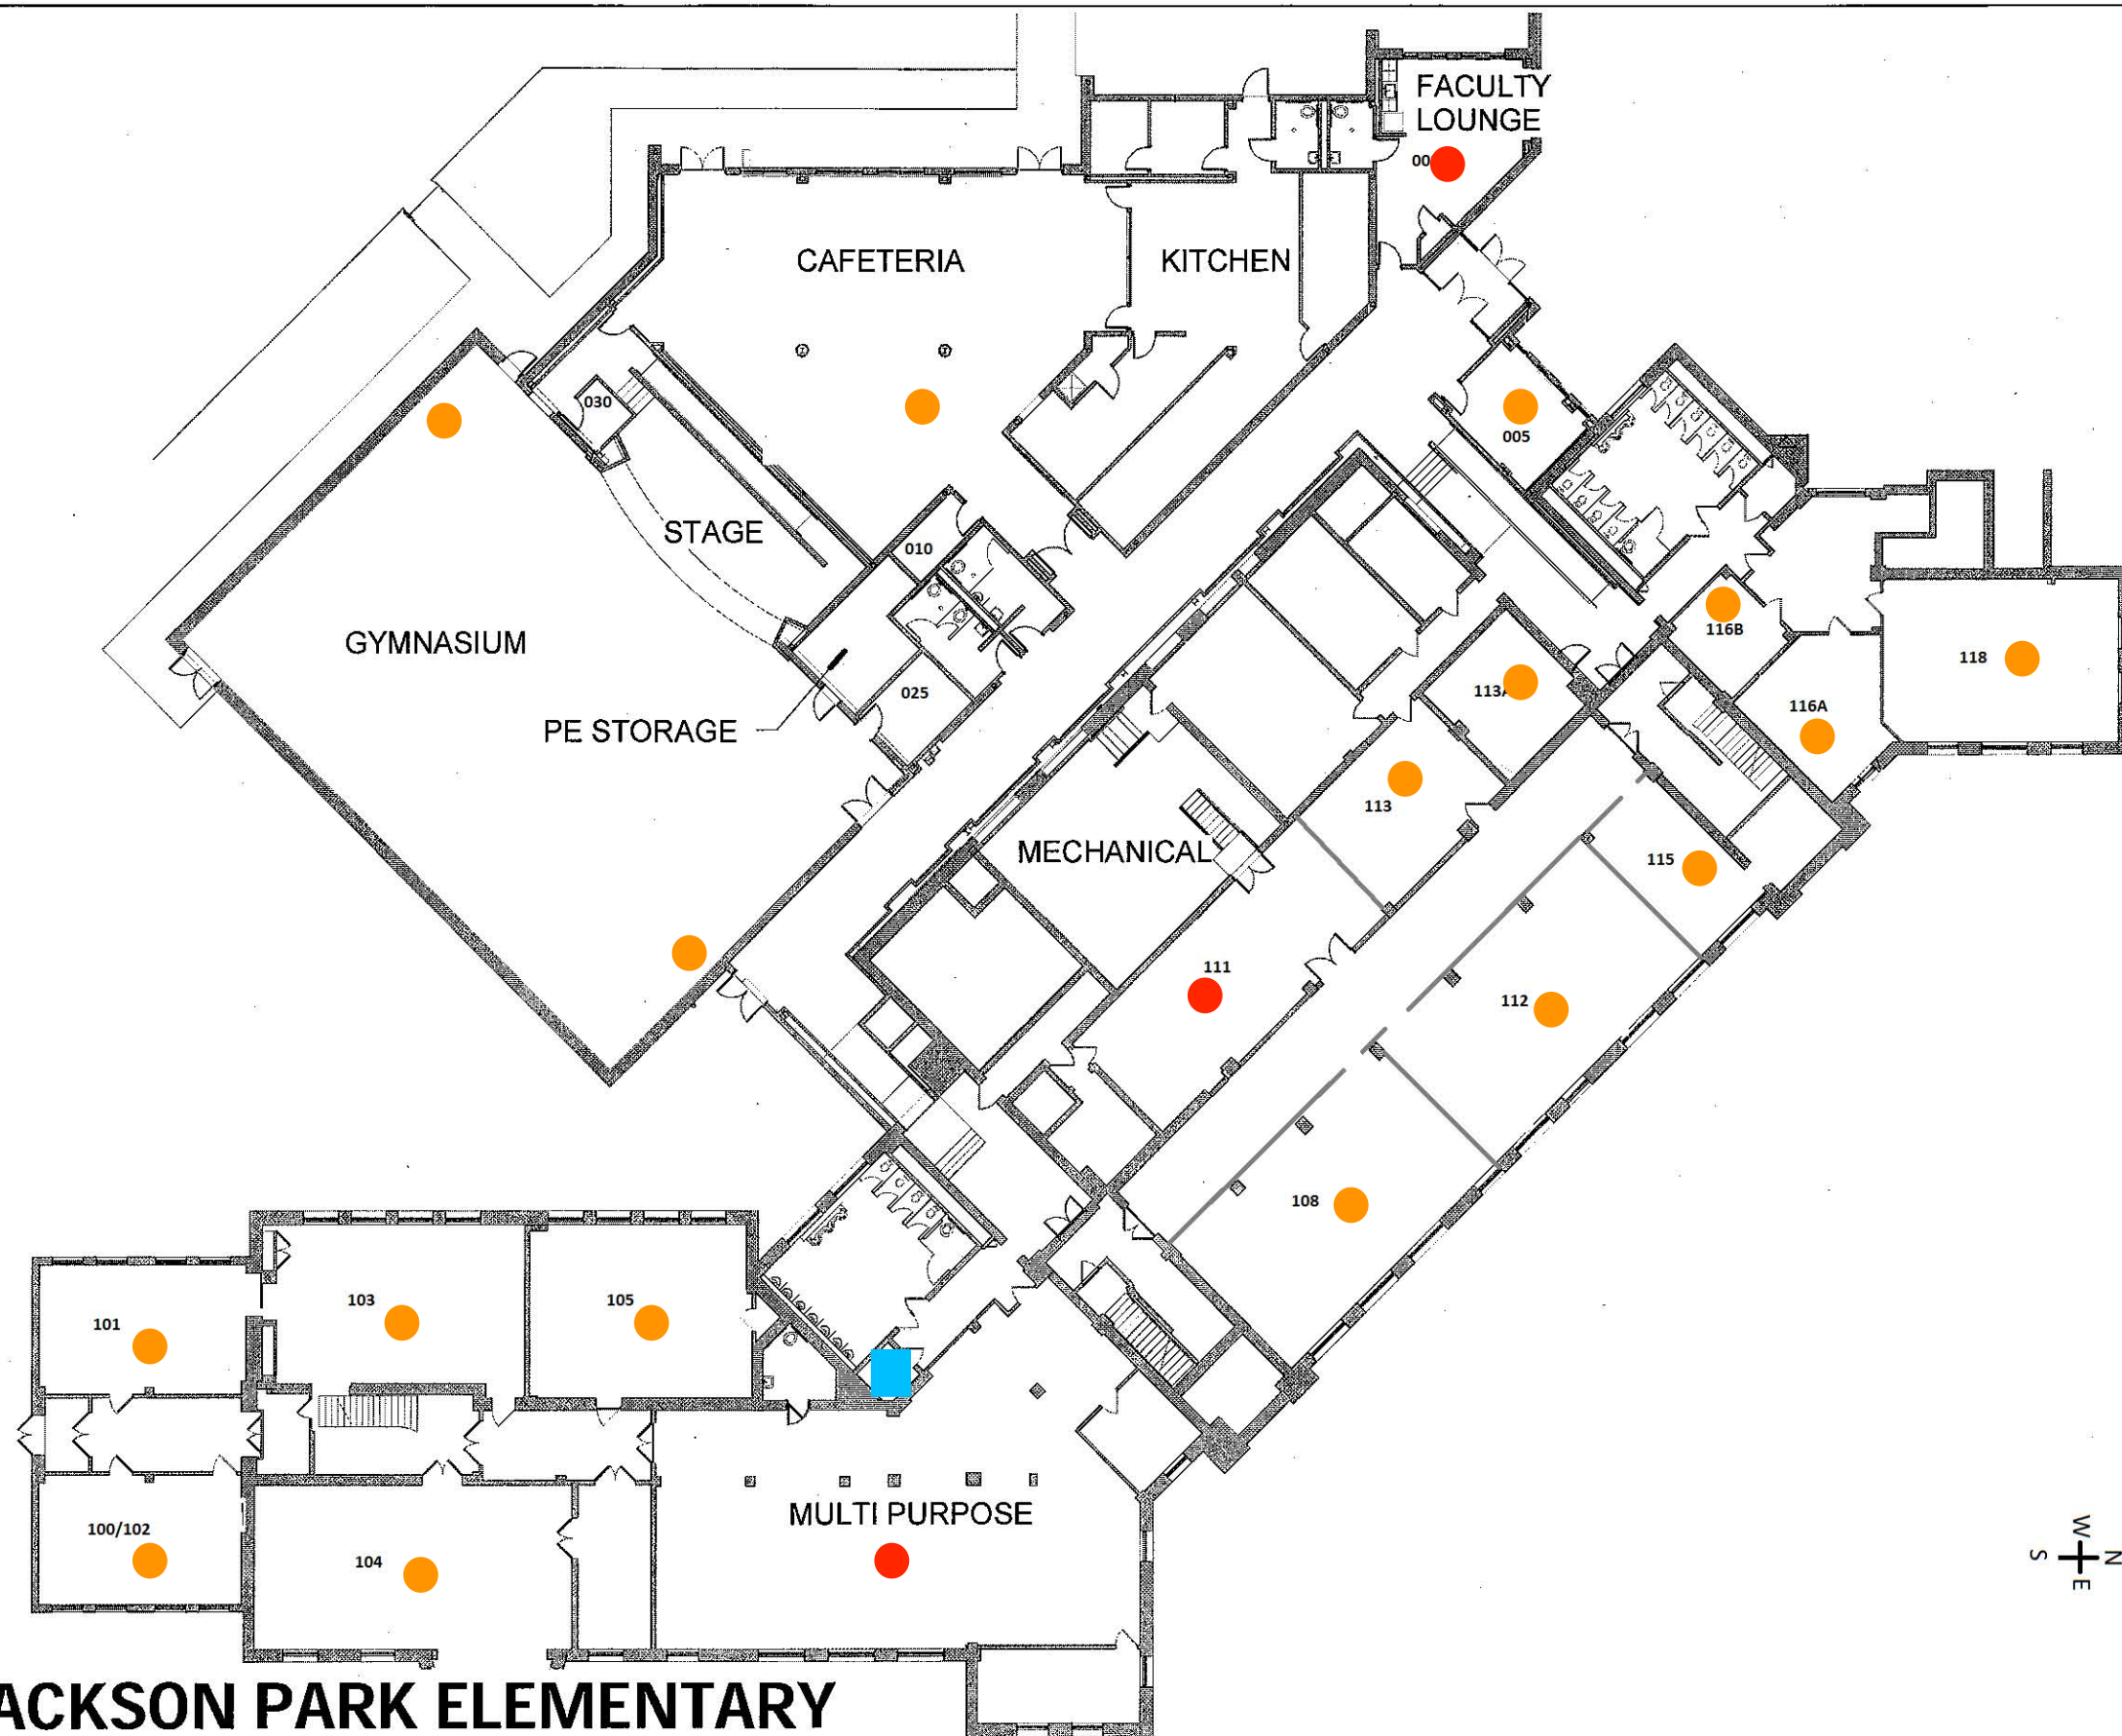 FACULTY
LOUNGE
00
CAFETERIA
KITCHEN
030
005
STAGE
010
116B
118
GYMNASIUM
113A
025
116A
PE STORAGE
113
MECHANICAL
115
111
112
108
103
105
101
MULTI PURPOSE
100/102
104
W
S
N
E
ACKSON PARK ELEMENTARY